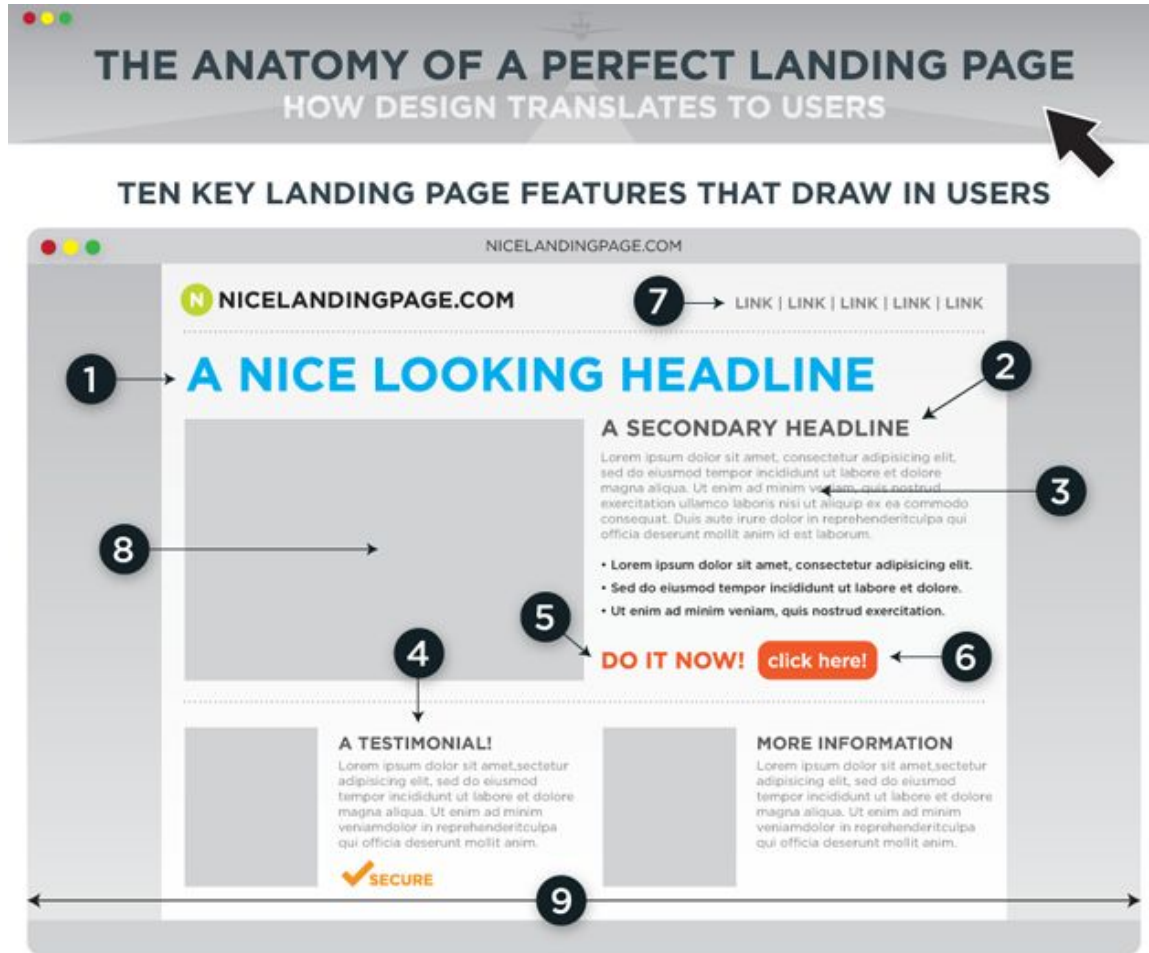 THE ANATOMY OF A PERFECT LANDING PAGE
HOW DESIGN TRANSLATES TO USERS
TEN KEY LANDING PAGE FEATURES THAT DRAW IN USERS
NICELANDINGPAGE.COM
N NICELANDINGPAGE.COM
7 LINK | LINK | LINK | LINK | LINK
1 A NICE LOOKING HEADLINE
2
A SECONDARY HEADLINE
Lorem ipsum dolor sit amet, consectetur adipisicing elit,
sed do eiusmod tempor incididunt ut labore et dolore
magna aliqua. Ut enim ad minim veniam, quis nostrud
exercitation ullamco laboris nisi ut aliquip ex ea commodo
consequat. Duis aute irure dolor in reprehenderitculpa qui
officia deserunt mollit anim id est laborum.
3
8
• Lorem ipsum dolor sit amet, consectetur adipisicing elit.
• Sed do eiusmod tempor incididunt ut labore et dolore.
• Ut enim ad minim veniam, quis nostrud exercitation.
5
DO IT NOW! click here! 6
4
A TESTIMONIAL!
Lorem ipsum dolor sit amet,sectetur
adipisicing elit, sed do eiusmod
tempor incididunt ut labore et dolore
magna aliqua. Ut enim ad minim
veniamdolor in reprehenderitculpa
qui officia deserunt mollit anim.
SECURE
MORE INFORMATION
Lorem ipsum dolor sit amet,sectetur
adipisicing elit, sed do eiusmod
tempor incididunt ut labore et dolore
magna aliqua. Ut enim ad minim
veniamdolor in reprehenderitculpa
qui officia deserunt mollit anim.
9